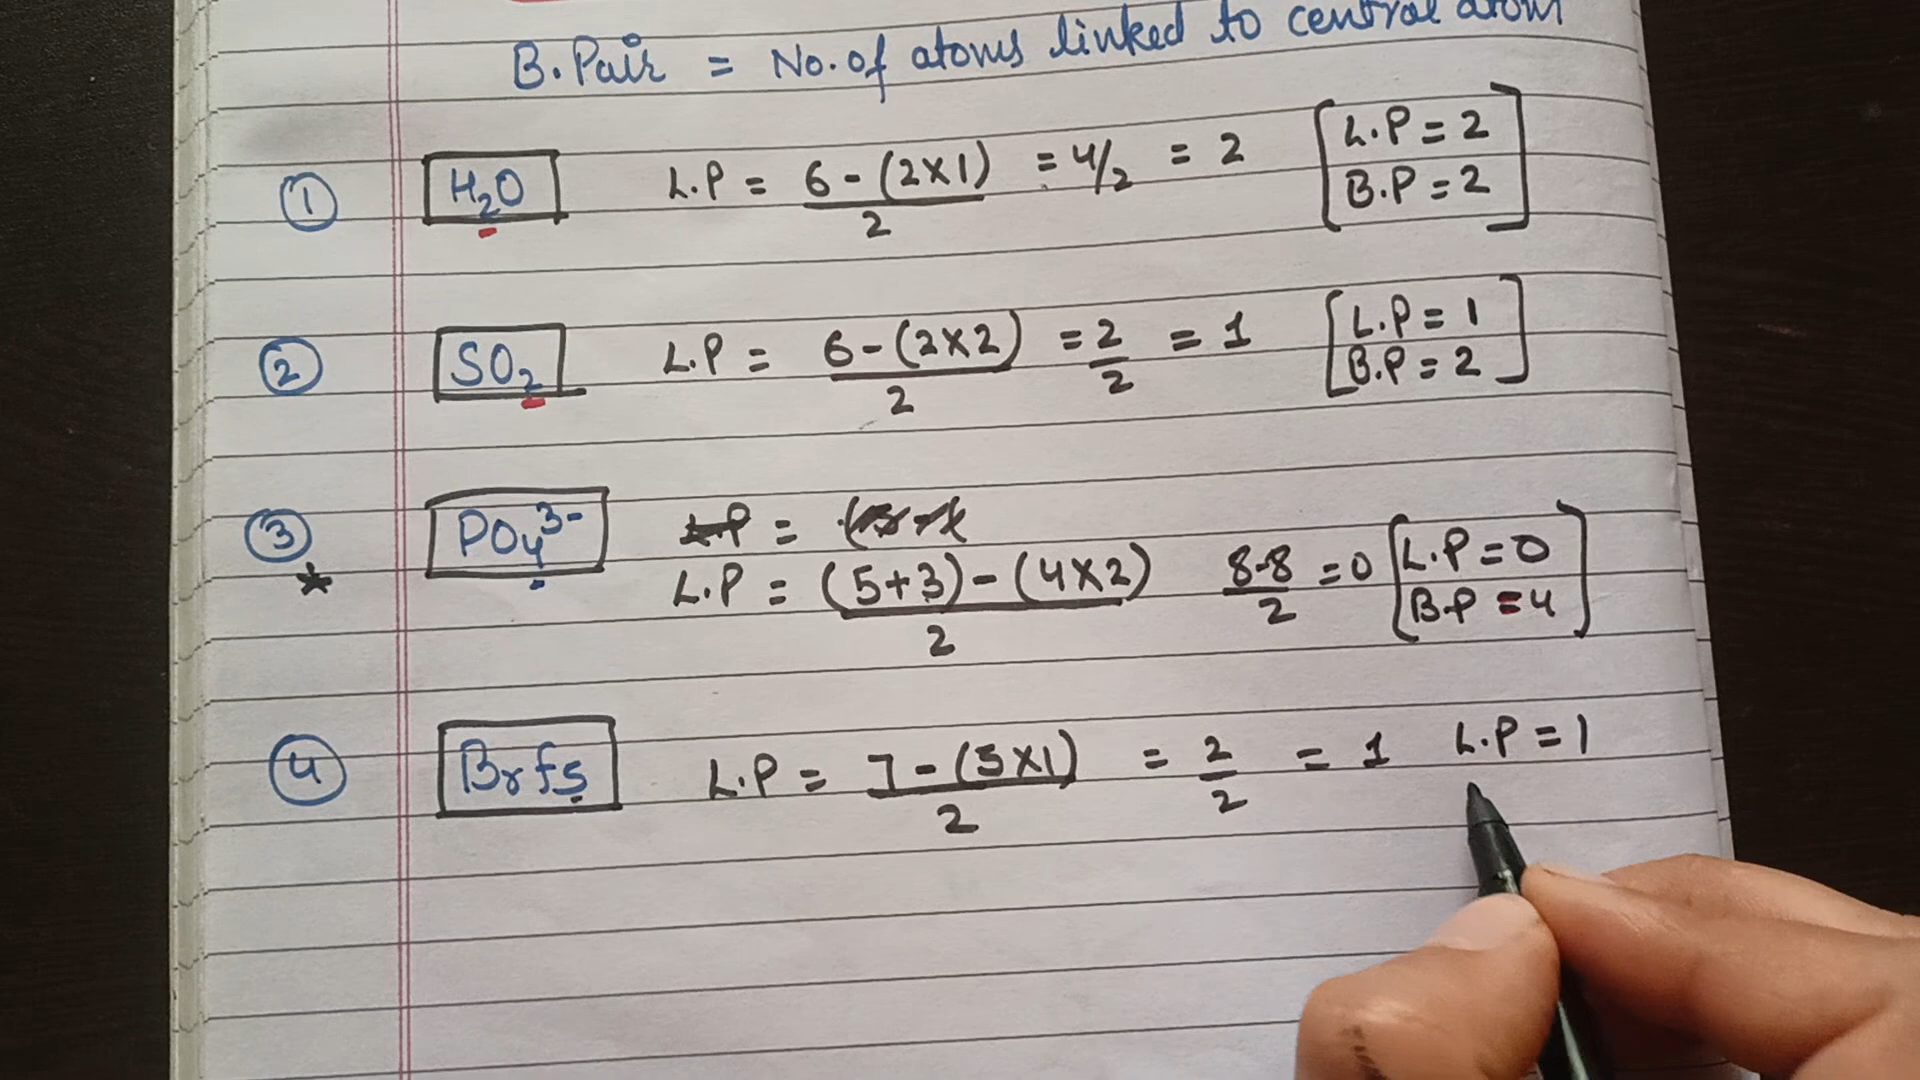 B.Pair = No. of atoms linked to central atom
① H₂O L.P = 6 - (2×1) / 2 = 4/2 = 2 [L.P = 2
B.P = 2]
② SO₂ L.P = 6 - (2×2) / 2 = 2/2 = 1 [L.P = 1
B.P = 2]
③ PO₄³⁻
* L.P = (5+3) - (4×2) / 2 8-8/2 = 0 [L.P = 0
B.P = 4]
④ Brf₅ L.P = 7 - (5×1) / 2 = 2/2 = 1 L.P = 1